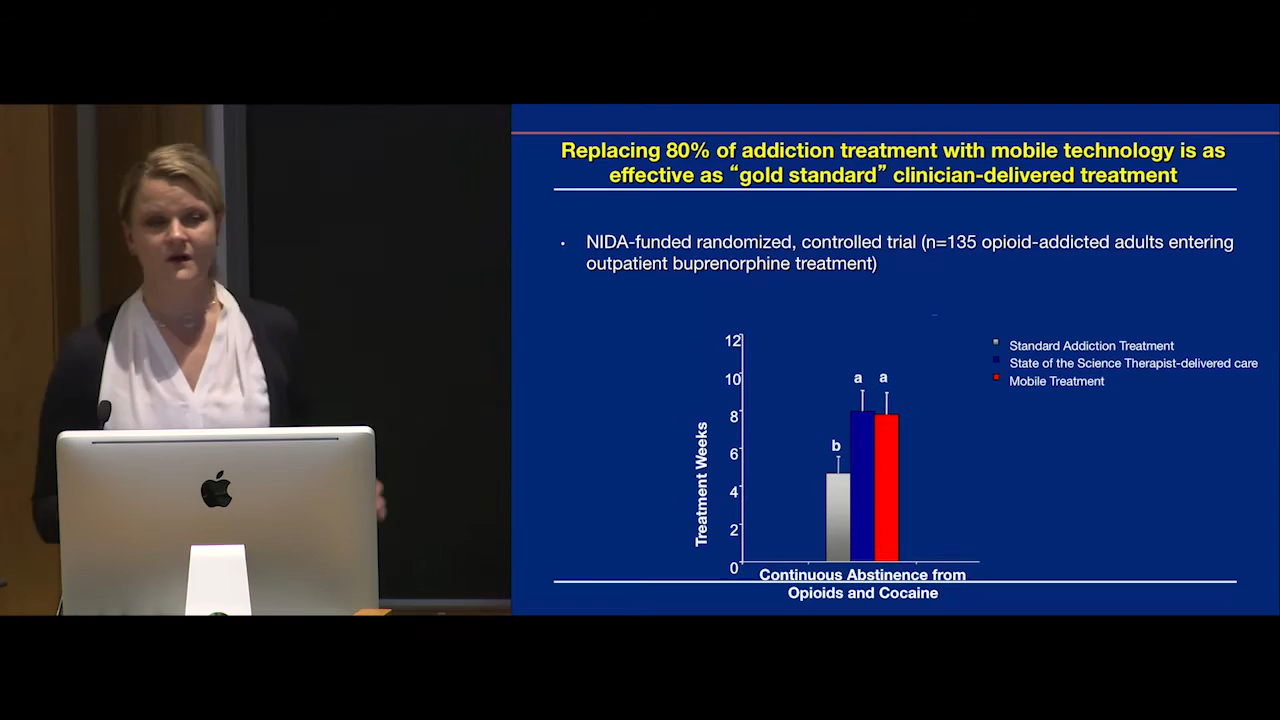 Replacing 80% of addiction treatment with mobile technology is as
effective as “gold standard” clinician-delivered treatment
· NIDA-funded randomized, controlled trial (n=135 opioid-addicted adults entering
outpatient buprenorphine treatment)
12
10
8
6
4
2
0
Treatment Weeks
b
a
a
Standard Addiction Treatment
State of the Science Therapist-delivered care
Mobile Treatment
Continuous Abstinence from
Opioids and Cocaine